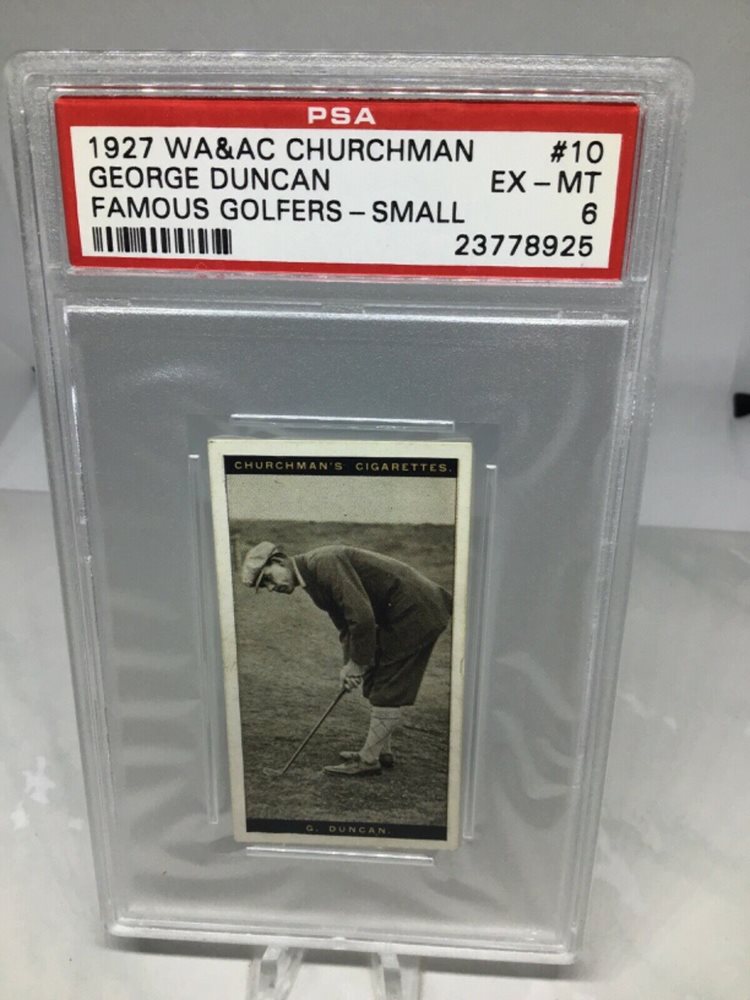 PSA
1927 WA&AC CHURCHMAN #10
GEORGE DUNCAN EX-MT
FAMOUS GOLFERS-SMALL 6
23778925
CHURCHMAN'S CIGARETTES.
G. DUNCAN.